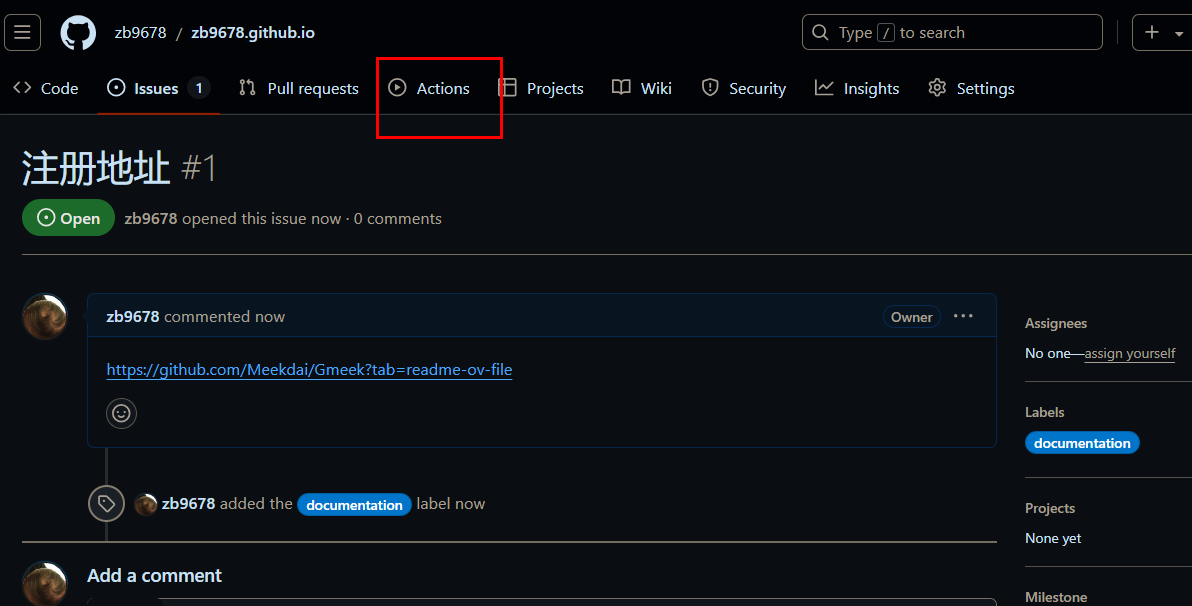 zb9678 / zb9678.github.io
Type / to search
Code Issues 1 Pull requests Actions Projects Wiki Security Insights Settings
注册地址 #1
Open zb9678 opened this issue now · 0 comments
zb9678 commented now Owner
https://github.com/Meekdai/Gmeek?tab=readme-ov-file
zb9678 added the documentation label now
Add a comment
Assignees
No one—assign yourself
Labels
documentation
Projects
None yet
Milestone